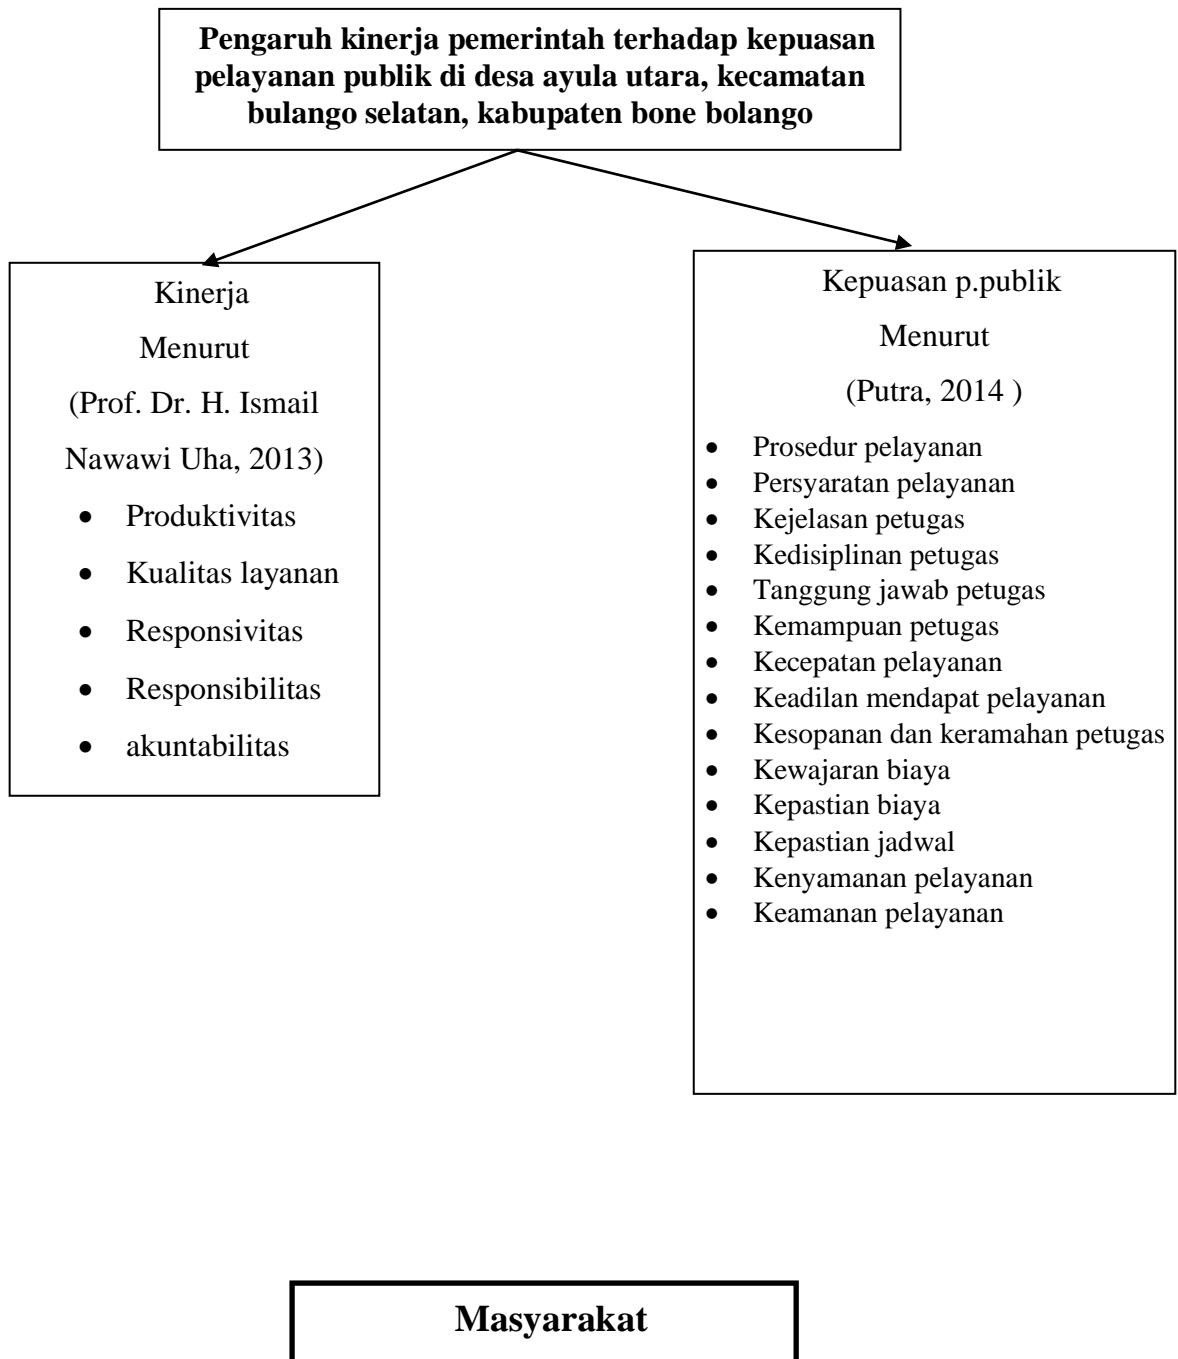 Pengaruh kinerja pemerintah terhadap kepuasan
pelayanan publik di desa ayula utara, kecamatan
bulango selatan, kabupaten bone bolango
Kinerja
Menurut
(Prof. Dr. H. Ismail
Nawawi Uha, 2013)
• Produktivitas
• Kualitas layanan
• Responsivitas
• Responsibilitas
• akuntabilitas
Kepuasan p.publik
Menurut
(Putra, 2014 )
• Prosedur pelayanan
• Persyaratan pelayanan
• Kejelasan petugas
• Kedisiplinan petugas
• Tanggung jawab petugas
• Kemampuan petugas
• Kecepatan pelayanan
• Keadilan mendapat pelayanan
• Kesopanan dan keramahan petugas
• Kewajaran biaya
• Kepastian biaya
• Kepastian jadwal
• Kenyamanan pelayanan
• Keamanan pelayanan
Masyarakat